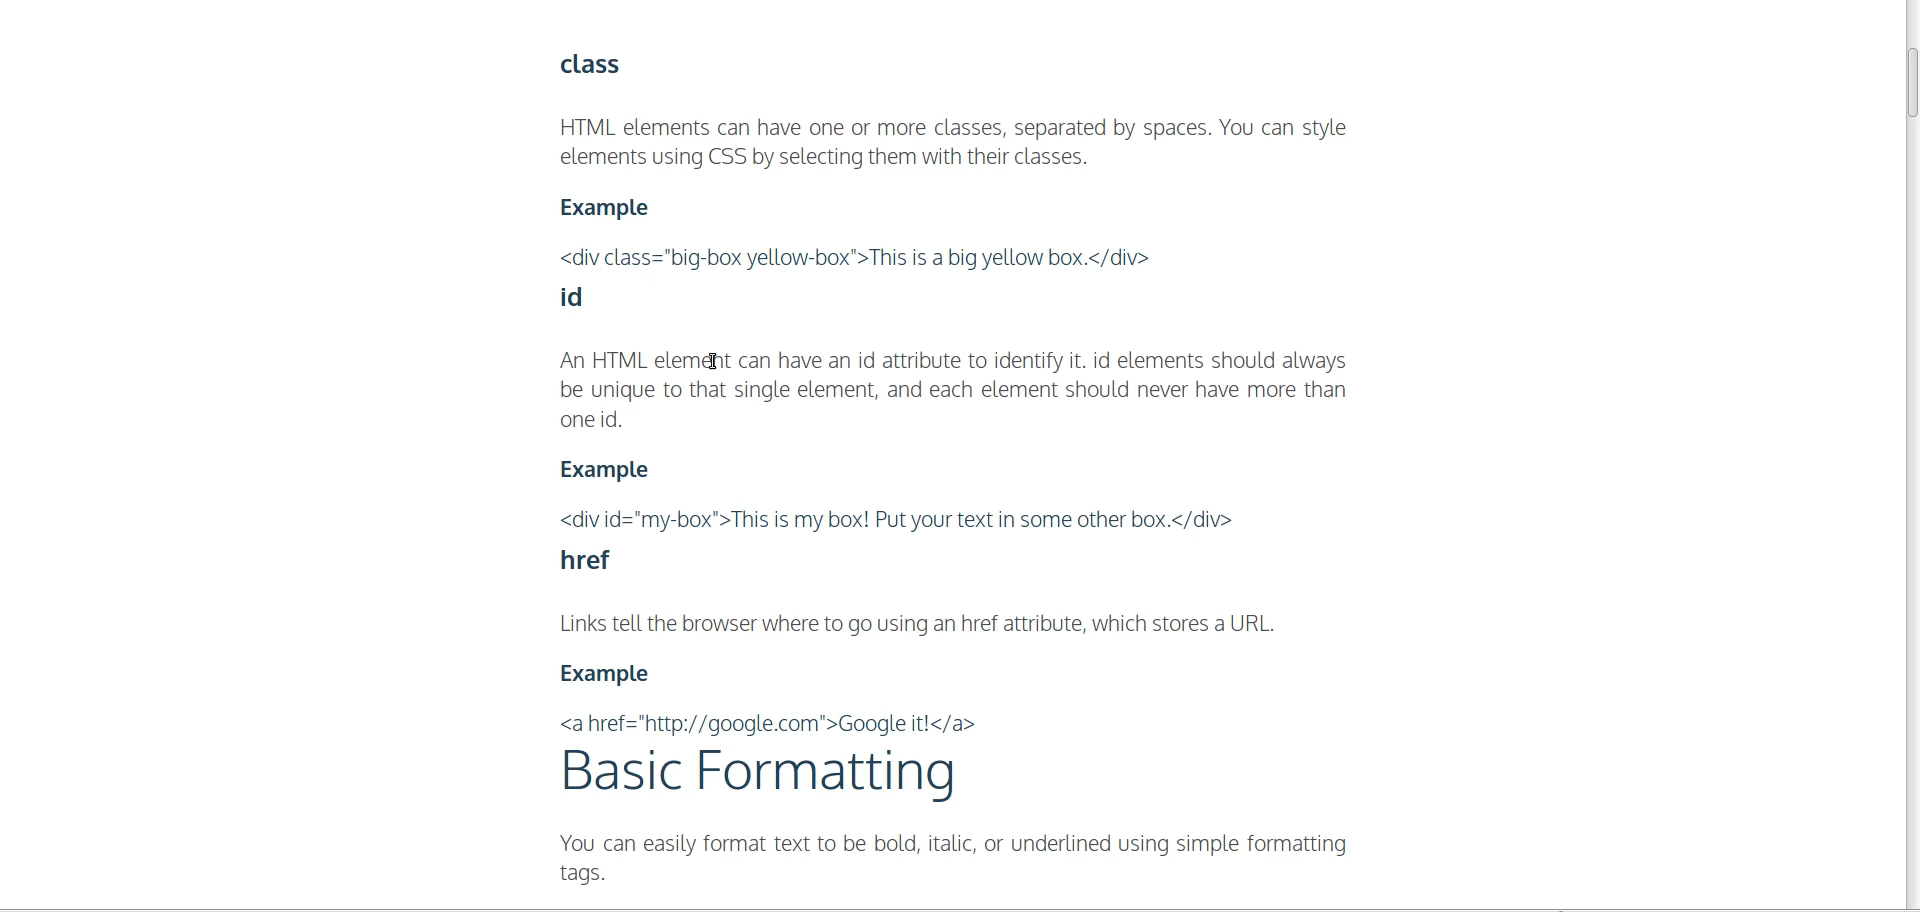 class
HTML elements can have one or more classes, separated by spaces. You can style
elements using CSS by selecting them with their classes.
Example
<div class="big-box yellow-box">This is a big yellow box.</div>
id
An HTML element can have an id attribute to identify it. id elements should always
be unique to that single element, and each element should never have more than
one id.
Example
<div id="my-box">This is my box! Put your text in some other box.</div>
href
Links tell the browser where to go using an href attribute, which stores a URL.
Example
<a href="http://google.com">Google it!</a>
Basic Formatting
You can easily format text to be bold, italic, or underlined using simple formatting
tags.